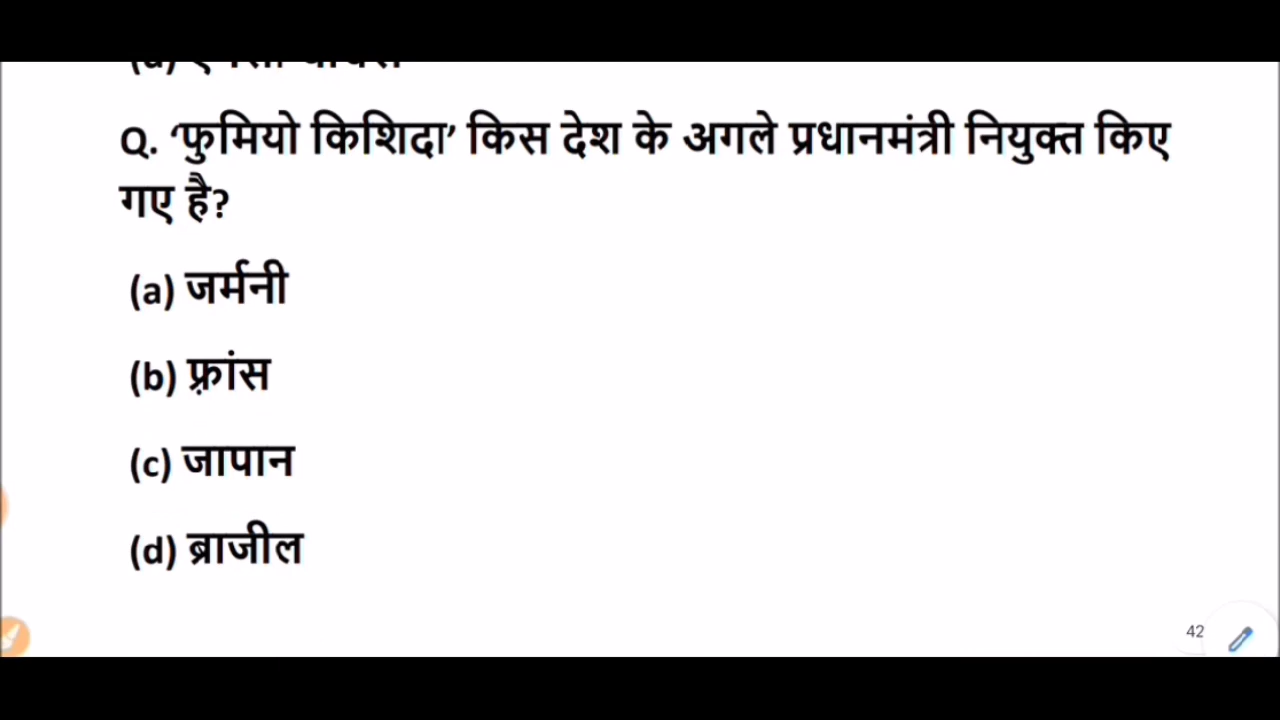 Q. ‘फुमियो किशिदा’ किस देश के अगले प्रधानमंत्री नियुक्त किए
गए है?
(a) जर्मनी
(b) फ़्रांस
(c) जापान
(d) ब्राजील
42